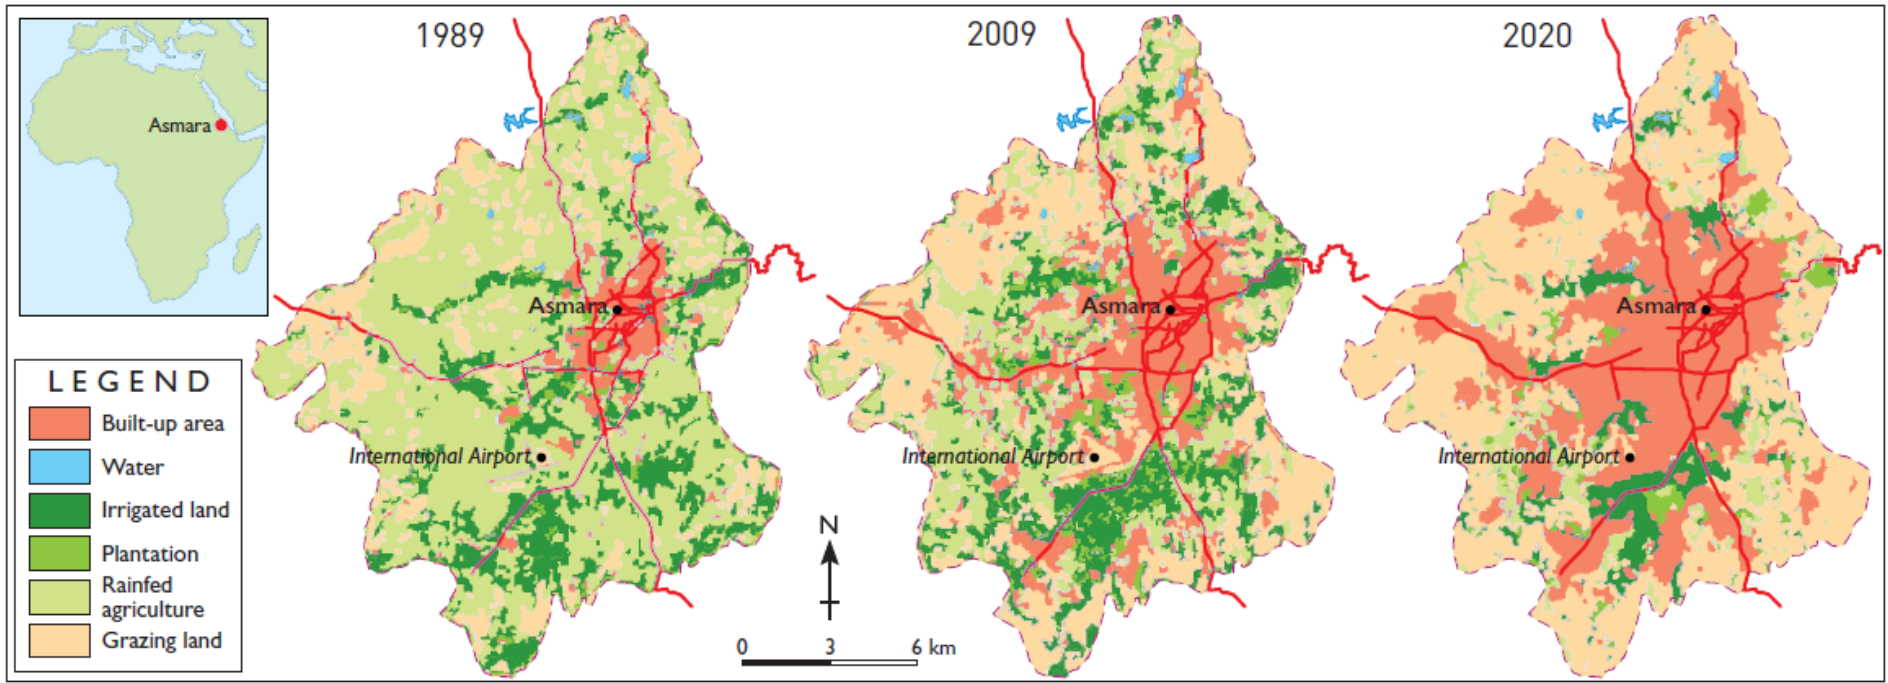 1989
2009
2020
Asmara
Asmara
Asmara
Asmara
International Airport
International Airport
International Airport
LEGEND
Built-up area
Water
Irrigated land
Plantation
Rainfed
agriculture
Grazing land
N
0 3 6 km